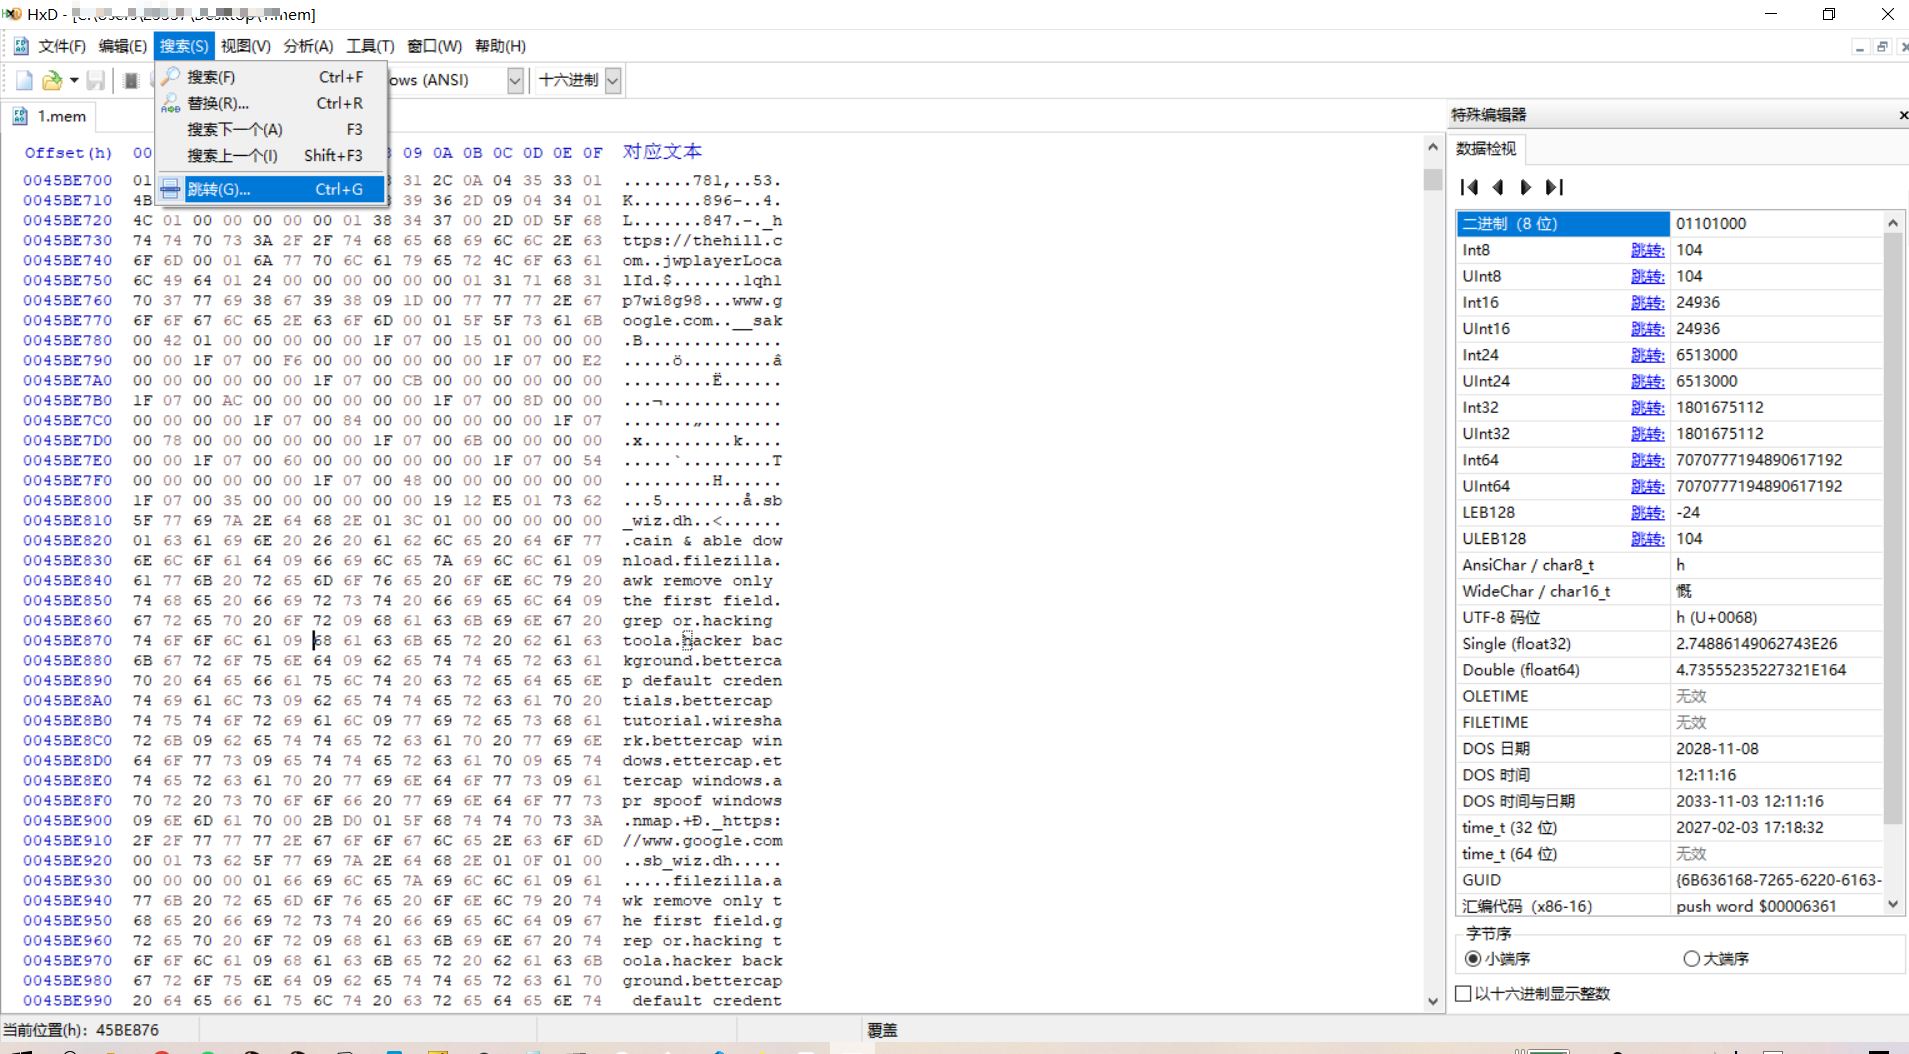 HxD - [C:\Users\ \Desktop\1.mem]
文件(F) 编辑(E) 搜索(S) 视图(V) 分析(A) 工具(T) 窗口(W) 帮助(H)
搜索(F) Ctrl+F
替换(R)... Ctrl+R
搜索下一个(A) F3
搜索上一个(I) Shift+F3
跳转(G)... Ctrl+G
ows (ANSI) 十六进制
1.mem
Offset(h) 00 09 0A 0B 0C 0D 0E 0F 对应文本
0045BE700 01 31 2C 0A 04 35 33 01 .......781,..53.
0045BE710 4B 39 36 2D 09 04 34 01 K.......896-..4.
0045BE720 4C 01 00 00 00 00 00 01 38 34 37 00 2D 0D 5F 68 L.......847.-._h
0045BE730 74 74 70 73 3A 2F 2F 74 68 65 68 69 6C 6C 2E 63 ttps://thehill.c
0045BE740 6F 6D 00 01 6A 77 70 6C 61 79 65 72 4C 6F 63 61 om..jwplayerLoca
0045BE750 6C 49 64 01 24 00 00 00 00 00 00 01 31 71 68 31 lId.$.......1qh1
0045BE760 70 37 77 69 38 67 39 38 09 1D 00 77 77 77 2E 67 p7wi8g98...www.g
0045BE770 6F 6F 67 6C 65 2E 63 6F 6D 00 01 5F 5F 73 61 6B oogle.com..__sak
0045BE780 00 42 01 00 00 00 00 00 1F 07 00 15 01 00 00 00 .B..............
0045BE790 00 00 1F 07 00 F6 00 00 00 00 00 00 1F 07 00 E2 .....ö.........â
0045BE7A0 00 00 00 00 00 00 1F 07 00 CB 00 00 00 00 00 00 .........Ë......
0045BE7B0 1F 07 00 AC 00 00 00 00 00 00 1F 07 00 8D 00 00 ...¬............
0045BE7C0 00 00 00 00 1F 07 00 84 00 00 00 00 00 00 1F 07 .......„........
0045BE7D0 00 78 00 00 00 00 00 00 1F 07 00 6B 00 00 00 00 .x.........k....
0045BE7E0 00 00 1F 07 00 60 00 00 00 00 00 00 1F 07 00 54 .....`.........T
0045BE7F0 00 00 00 00 00 00 1F 07 00 48 00 00 00 00 00 00 .........H......
0045BE800 1F 07 00 35 00 00 00 00 00 00 19 12 E5 01 73 62 ...5........å.sb
0045BE810 5F 77 69 7A 2E 64 68 2E 01 3C 01 00 00 00 00 00 _wiz.dh..<......
0045BE820 01 63 61 69 6E 20 26 20 61 62 6C 65 20 64 6F 77 .cain & able dow
0045BE830 6E 6C 6F 61 64 09 66 69 6C 65 7A 69 6C 6C 61 09 nload.filezilla.
0045BE840 61 77 6B 20 72 65 6D 6F 76 65 20 6F 6E 6C 79 20 awk remove only
0045BE850 74 68 65 20 66 69 72 73 74 20 66 69 65 6C 64 09 the first field.
0045BE860 67 72 65 70 20 6F 72 09 68 61 63 6B 69 6E 67 20 grep or.hacking
0045BE870 74 6F 6F 6C 61 09 68 61 63 6B 65 72 20 62 61 63 toola.hacker bac
0045BE880 6B 67 72 6F 75 6E 64 09 62 65 74 74 65 72 63 61 kground.betterca
0045BE890 70 20 64 65 66 61 75 6C 74 20 63 72 65 64 65 6E p default creden
0045BE8A0 74 69 61 6C 73 09 62 65 74 74 65 72 63 61 70 20 tials.bettercap
0045BE8B0 74 75 74 6F 72 69 61 6C 09 77 69 72 65 73 68 61 tutorial.wiresha
0045BE8C0 72 6B 09 62 65 74 74 65 72 63 61 70 20 77 69 6E rk.bettercap win
0045BE8D0 64 6F 77 73 09 65 74 74 65 72 63 61 70 09 65 74 dows.ettercap.et
0045BE8E0 74 65 72 63 61 70 20 77 69 6E 64 6F 77 73 09 61 tercap windows.a
0045BE8F0 70 72 20 73 70 6F 6F 66 20 77 69 6E 64 6F 77 73 pr spoof windows
0045BE900 09 6E 6D 61 70 00 2B D0 01 5F 68 74 74 70 73 3A .nmap.+Ð._https:
0045BE910 2F 2F 77 77 77 2E 67 6F 6F 67 6C 65 2E 63 6F 6D //www.google.com
0045BE920 00 01 73 62 5F 77 69 7A 2E 64 68 2E 01 0F 01 00 ..sb_wiz.dh.....
0045BE930 00 00 00 00 01 66 69 6C 65 7A 69 6C 6C 61 09 61 .....filezilla.a
0045BE940 77 6B 20 72 65 6D 6F 76 65 20 6F 6E 6C 79 20 74 wk remove only t
0045BE950 68 65 20 66 69 72 73 74 20 66 69 65 6C 64 09 67 he first field.g
0045BE960 72 65 70 20 6F 72 09 68 61 63 6B 69 6E 67 20 74 rep or.hacking t
0045BE970 6F 6F 6C 61 09 68 61 63 6B 65 72 20 62 61 63 6B oola.hacker back
0045BE980 67 72 6F 75 6E 64 09 62 65 74 74 65 72 63 61 70 ground.bettercap
0045BE990 20 64 65 66 61 75 6C 74 20 63 72 65 64 65 6E 74 default credent
特殊编辑器
数据检视
二进制 (8 位) 01101000
Int8 跳转: 104
UInt8 跳转: 104
Int16 跳转: 24936
UInt16 跳转: 24936
Int24 跳转: 6513000
UInt24 跳转: 6513000
Int32 跳转: 1801675112
UInt32 跳转: 1801675112
Int64 跳转: 7070777194890617192
UInt64 跳转: 7070777194890617192
LEB128 跳转: -24
ULEB128 跳转: 104
AnsiChar / char8_t h
WideChar / char16_t 慨
UTF-8 码位 h (U+0068)
Single (float32) 2.74886149062743E26
Double (float64) 4.73555235227321E164
OLETIME 无效
FILETIME 无效
DOS 日期 2028-11-08
DOS 时间 12:11:16
DOS 时间与日期 2033-11-03 12:11:16
time_t (32 位) 2027-02-03 17:18:32
time_t (64 位) 无效
GUID {6B636168-7265-6220-6163-
汇编代码 (x86-16) push word $00006361
字节序
小端序 大端序
以十六进制显示整数
当前位置(h): 45BE876 覆盖